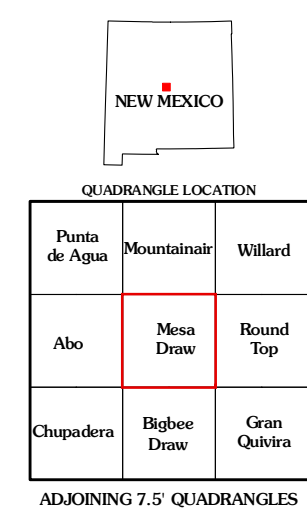 NEW MEXICO
QUADRANGLE LOCATION
Punta
de Agua
Mountainair
Willard
Abo
Mesa
Draw
Round
Top
Chupadera
Bigbee
Draw
Gran
Quivira
ADJOINING 7.5' QUADRANGLES